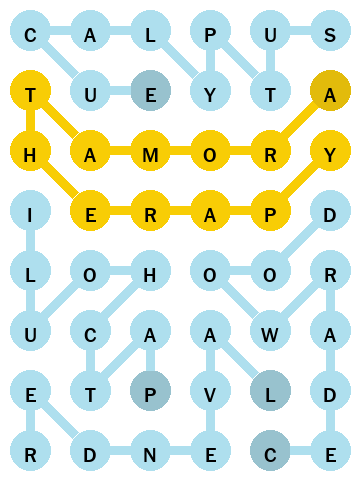 C A L P U S
T U E Y T A
H A M O R Y
I E R A P D
L O H O O R
U C A A W A
E T P V L D
R D N E C E